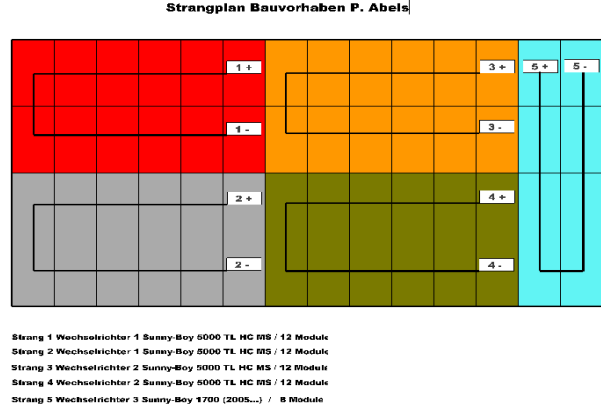 Strangplan Bauvorhaben P. Abels
1 +
3 +
5 +
5 -
1 -
3 -
2 +
4 +
2 -
4 -
Strang 1 Wechselrichter 1 Sunny-Boy 5000 TL HC MS / 12 Module
Strang 2 Wechselrichter 1 Sunny-Boy 5000 TL HC MS / 12 Module
Strang 3 Wechselrichter 2 Sunny-Boy 5000 TL HC MS / 12 Module
Strang 4 Wechselrichter 2 Sunny-Boy 5000 TL HC MS / 12 Module
Strang 5 Wechselrichter 3 Sunny-Boy 1700 (2005...) / 8 Module